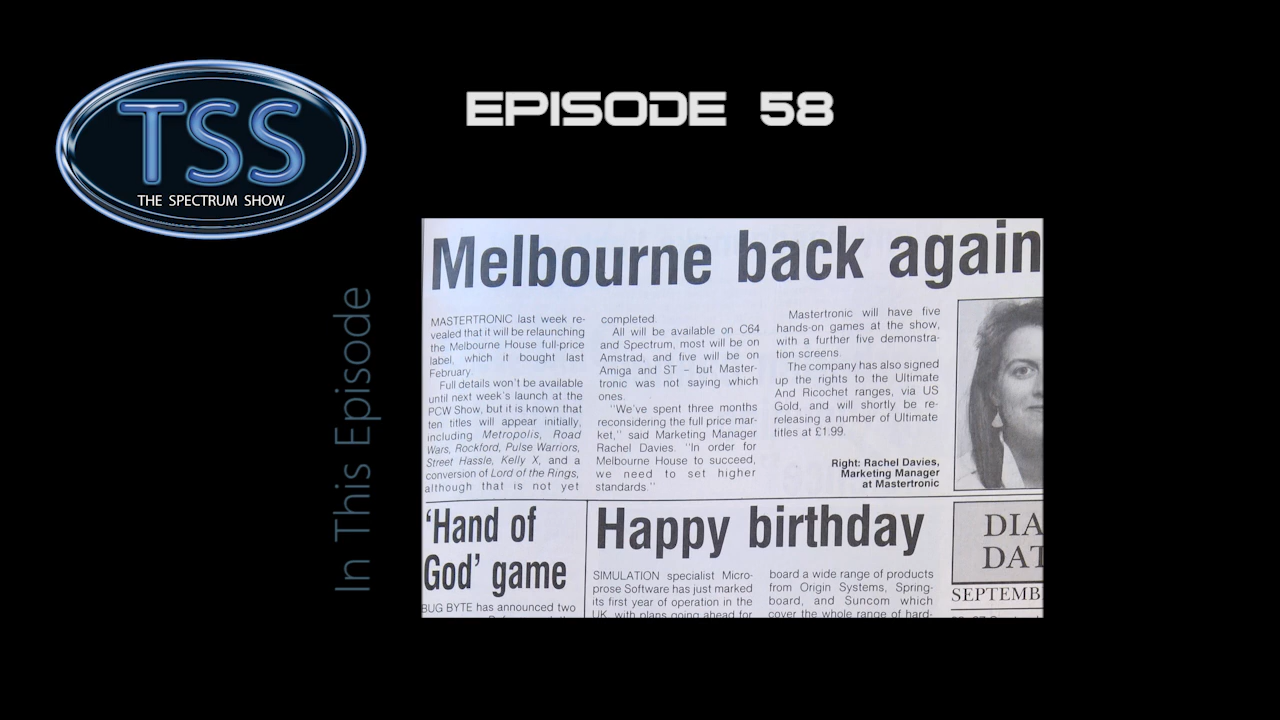 TSS
THE SPECTRUM SHOW
EPISODE 58
In This Episode
Melbourne back again
MASTERTRONIC last week re-
vealed that it will be relaunching
the Melbourne House full-price
label, which it bought last
February.
Full details won't be available
until next week's launch at the
PCW Show, but it is known that
ten titles will appear initially,
including Metropolis, Road
Wars, Rockford, Pulse Warriors,
Street Hassle, Kelly X, and a
conversion of Lord of the Rings,
although that is not yet
completed.
All will be available on C64
and Spectrum, most will be on
Amstrad, and five will be on
Amiga and ST – but Master-
tronic was not saying which
ones.
"We've spent three months
reconsidering the full price mar-
ket," said Marketing Manager
Rachel Davies. "In order for
Melbourne House to succeed,
we need to set higher
standards."
Mastertronic will have five
hands-on games at the show,
with a further five demonstra-
tion screens.
The company has also signed
up the rights to the Ultimate
And Ricochet ranges, via US
Gold, and will shortly be re-
releasing a number of Ultimate
titles at £1.99.
Right: Rachel Davies,
Marketing Manager
at Mastertronic
'Hand of
God' game
BUG BYTE has announced two
Happy birthday
SIMULATION specialist Micro-
prose Software has just marked
its first year of operation in the
UK, with plans going ahead for
board a wide range of products
from Origin Systems, Spring-
board, and Suncom which
cover the whole range of hard-
DIA
DAT
SEPTEMB